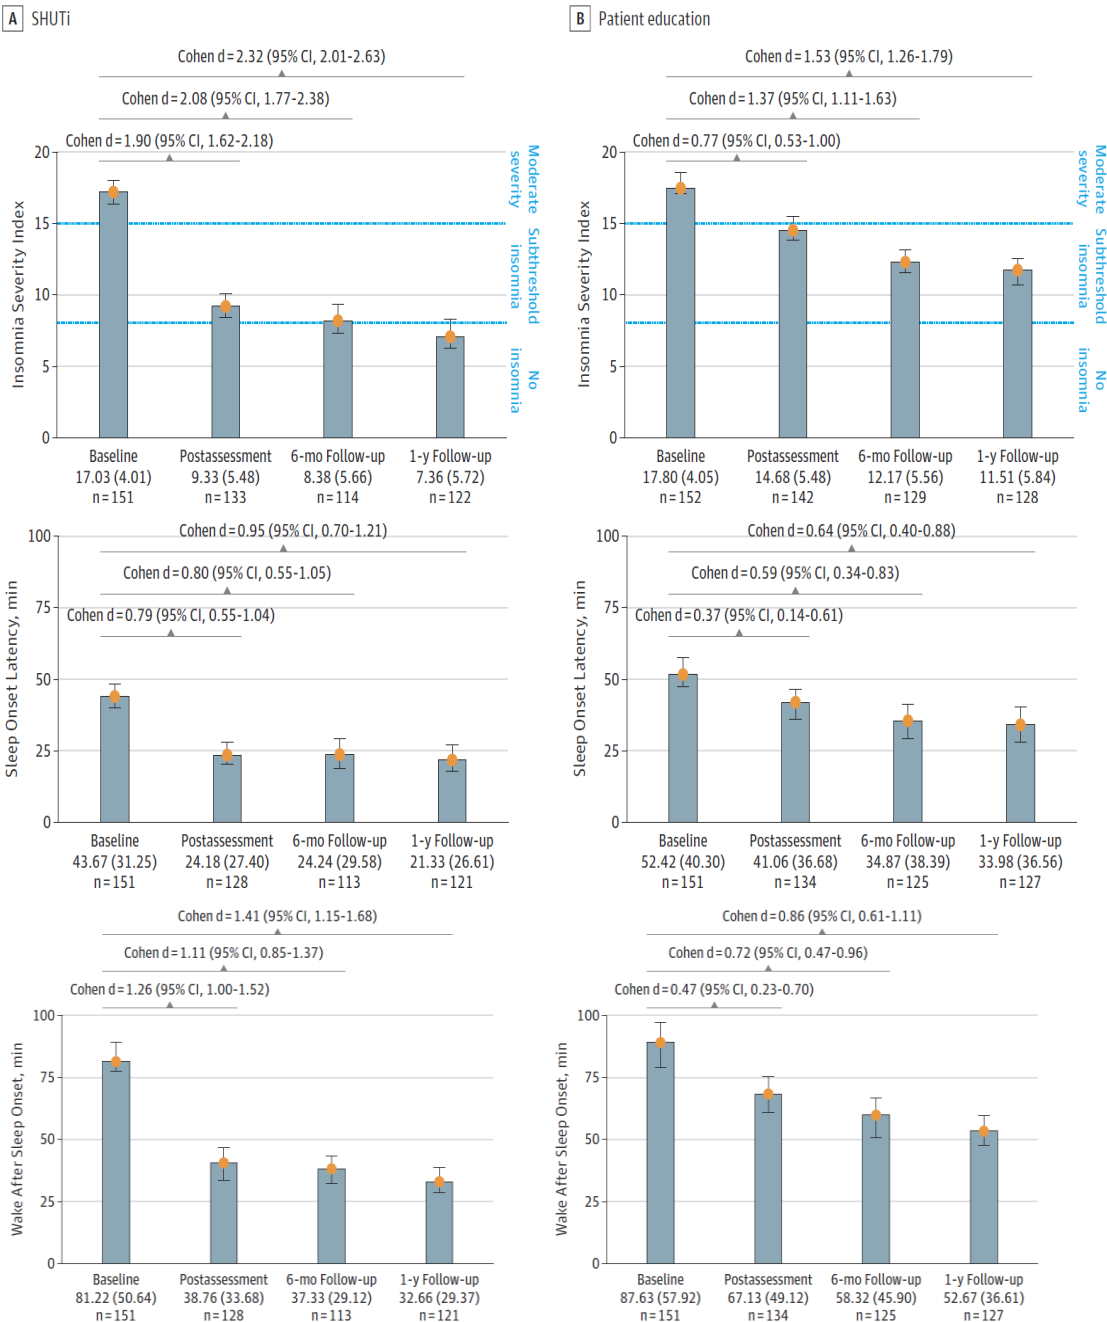 A SHUTi
Cohen d=2.32 (95% CI, 2.01-2.63)
Cohen d=2.08 (95% CI, 1.77-2.38)
Cohen d=1.90 (95% CI, 1.62-2.18)
20
15
10
5
0
Insomnia Severity Index
Moderate severity
Subthreshold insomnia
No insomnia
Baseline Postassessment 6-mo Follow-up 1-y Follow-up
17.03 (4.01) 9.33 (5.48) 8.38 (5.66) 7.36 (5.72)
n=151 n=133 n=114 n=122
B Patient education
Cohen d=1.53 (95% CI, 1.26-1.79)
Cohen d=1.37 (95% CI, 1.11-1.63)
Cohen d=0.77 (95% CI, 0.53-1.00)
20
15
10
5
0
Insomnia Severity Index
Moderate severity
Subthreshold insomnia
No insomnia
Baseline Postassessment 6-mo Follow-up 1-y Follow-up
17.80 (4.05) 14.68 (5.48) 12.17 (5.56) 11.51 (5.84)
n=152 n=142 n=129 n=128
Cohen d=0.95 (95% CI, 0.70-1.21)
Cohen d=0.80 (95% CI, 0.55-1.05)
Cohen d=0.79 (95% CI, 0.55-1.04)
100
75
50
25
0
Sleep Onset Latency, min
Baseline Postassessment 6-mo Follow-up 1-y Follow-up
43.67 (31.25) 24.18 (27.40) 24.24 (29.58) 21.33 (26.61)
n=151 n=128 n=113 n=121
Cohen d=0.64 (95% CI, 0.40-0.88)
Cohen d=0.59 (95% CI, 0.34-0.83)
Cohen d=0.37 (95% CI, 0.14-0.61)
100
75
50
25
0
Sleep Onset Latency, min
Baseline Postassessment 6-mo Follow-up 1-y Follow-up
52.42 (40.30) 41.06 (36.68) 34.87 (38.39) 33.98 (36.56)
n=151 n=134 n=125 n=127
Cohen d=1.41 (95% CI, 1.15-1.68)
Cohen d=1.11 (95% CI, 0.85-1.37)
Cohen d=1.26 (95% CI, 1.00-1.52)
100
75
50
25
0
Wake After Sleep Onset, min
Baseline Postassessment 6-mo Follow-up 1-y Follow-up
81.22 (50.64) 38.76 (33.68) 37.33 (29.12) 32.66 (29.37)
n=151 n=128 n=113 n=121
Cohen d=0.86 (95% CI, 0.61-1.11)
Cohen d=0.72 (95% CI, 0.47-0.96)
Cohen d=0.47 (95% CI, 0.23-0.70)
100
75
50
25
0
Wake After Sleep Onset, min
Baseline Postassessment 6-mo Follow-up 1-y Follow-up
87.63 (57.92) 67.13 (49.12) 58.32 (45.90) 52.67 (36.61)
n=151 n=134 n=125 n=127